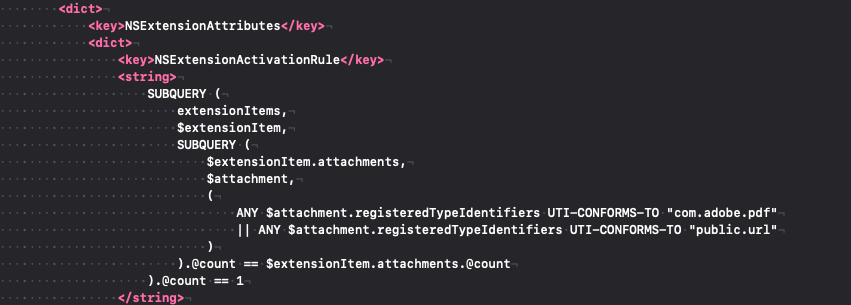 <dict>
<key>NSExtensionAttributes</key>
<dict>
<key>NSExtensionActivationRule</key>
<string>
SUBQUERY (
extensionItems,
$extensionItem,
SUBQUERY (
$extensionItem.attachments,
$attachment,
(
ANY $attachment.registeredTypeIdentifiers UTI-CONFORMS-TO "com.adobe.pdf"
|| ANY $attachment.registeredTypeIdentifiers UTI-CONFORMS-TO "public.url"
)
).@count == $extensionItem.attachments.@count
).@count == 1
</string>